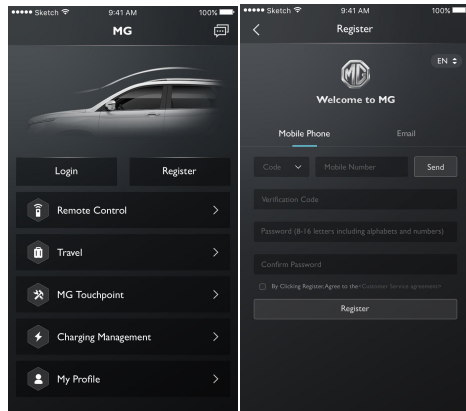 Sketch 9:41 AM 100%
MG
Login Register
Remote Control
Travel
MG Touchpoint
Charging Management
My Profile
Sketch 9:41 AM 100%
Register
EN
MG
Welcome to MG
Mobile Phone Email
Code Mobile Number Send
Verification Code
Password (8-16 letters including alphabets and numbers)
Confirm Password
By Clicking Register,Agree to the<Customer Service agreement>
Register